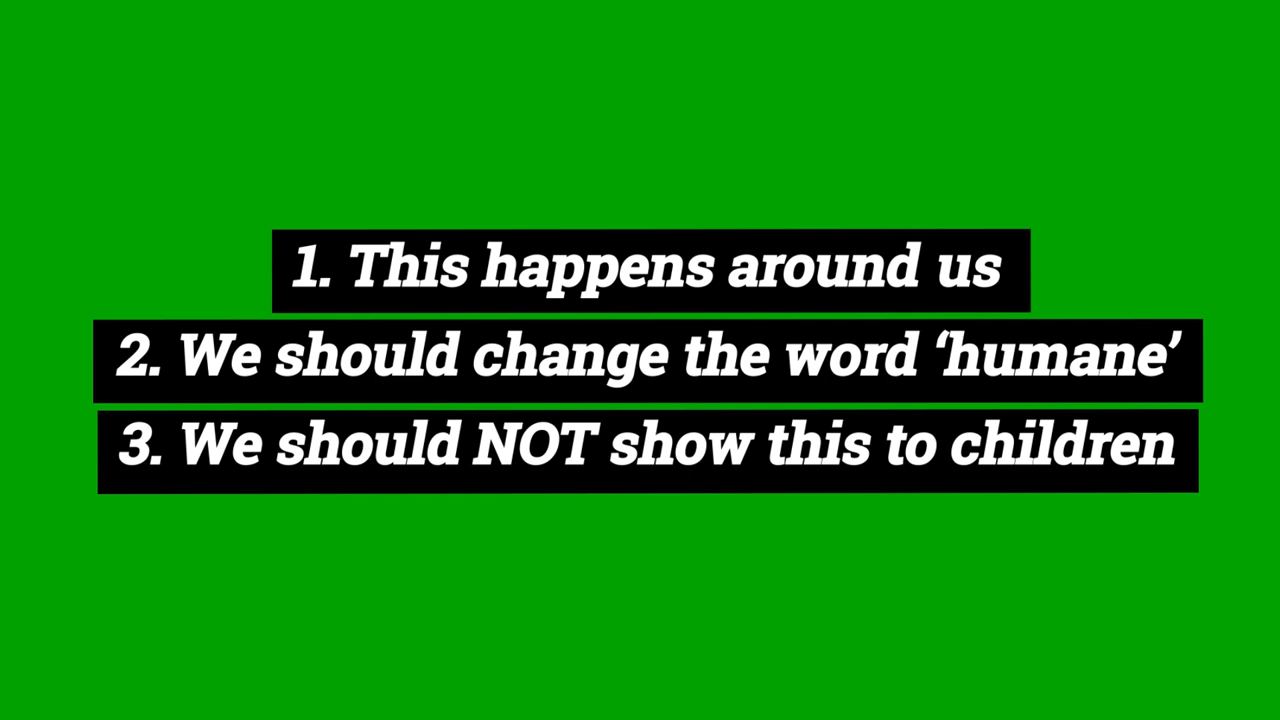 1. This happens around us
2. We should change the word ‘humane’
3. We should NOT show this to children